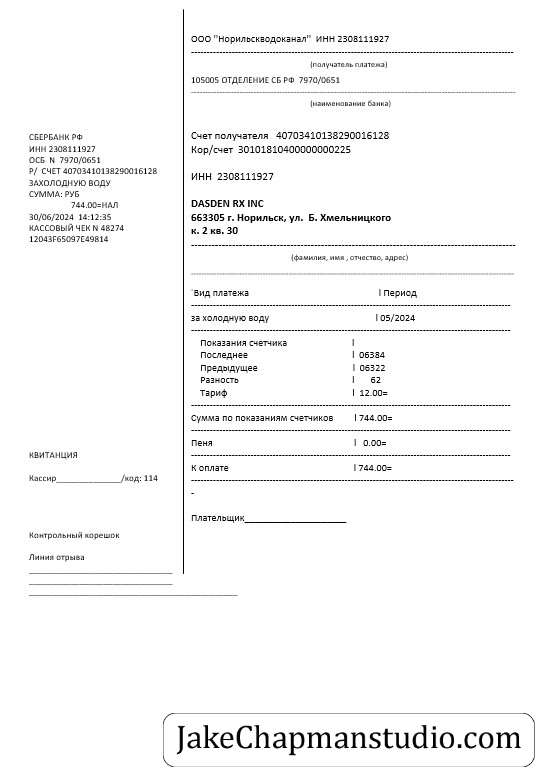 ООО "Норильскводоканал" ИНН 2308111927
(получатель платежа)
105005 ОТДЕЛЕНИЕ СБ РФ 7970/0651
(наименование банка)
СБЕРБАНК РФ
ИНН 2308111927
ОСБ N 7970/0651
Р/ СЧЕТ 40703410138290016128
ЗАХОЛОДНУЮ ВОДУ
СУММА: РУБ
744.00=НАЛ
30/06/2024 14:12:35
КАССОВЫЙ ЧЕК N 48274
12043F65097E49814
Счет получателя 40703410138290016128
Кор/счет 30101810400000000225
ИНН 2308111927
DASDEN RX INC
663305 г. Норильск, ул. Б. Хмельницкого
к. 2 кв. 30
(фамилия, имя , отчество, адрес)
`Вид платежа l Период
за холодную воду l 05/2024
Показания счетчика l
Последнее l 06384
Предыдущее l 06322
Разность l 62
Тариф l 12.00=
Сумма по показаниям счетчиков l 744.00=
Пеня l 0.00=
К оплате l 744.00=
-
Плательщик____________________
КВИТАНЦИЯ
Кассир_______________/код: 114
Контрольный корешок
Линия отрыва
JakeChapmanstudio.com